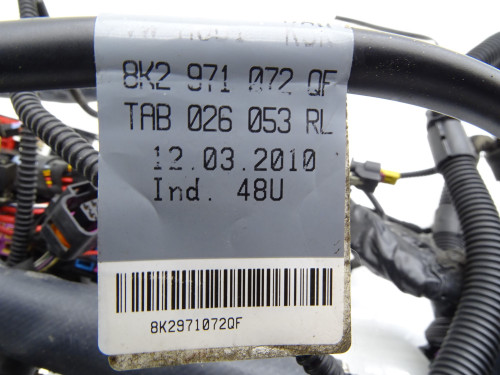 8K2 971 072 QF
TAB 026 053 RL
12.03.2010
Ind. 48U
8K2971072QF